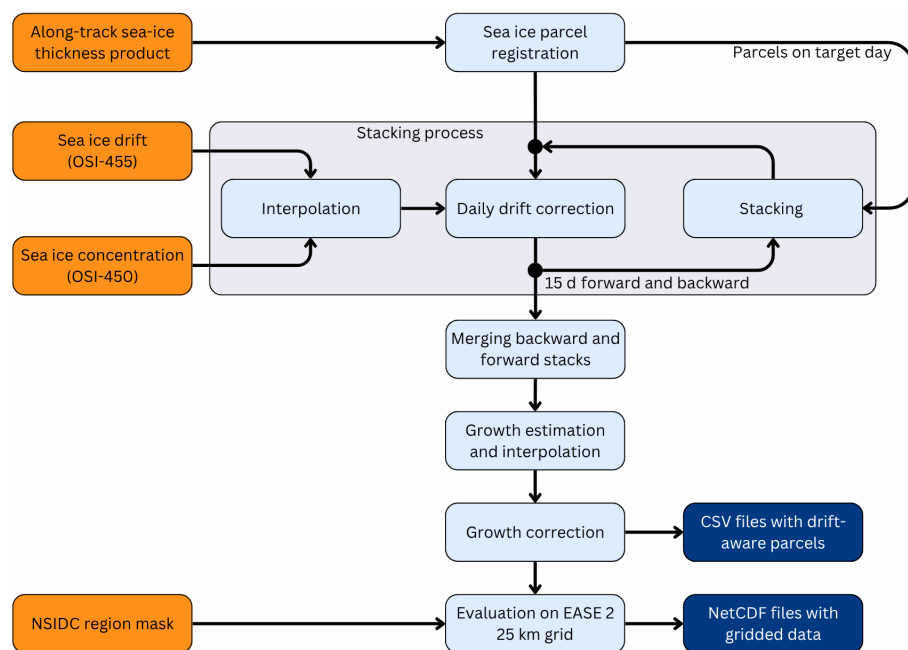 Along-track sea-ice
thickness product
Sea ice parcel
registration
Parcels on target day
Stacking process
Sea ice drift
(OSI-455)
Interpolation
Daily drift correction
Stacking
Sea ice concentration
(OSI-450)
15 d forward and backward
Merging backward and
forward stacks
Growth estimation
and interpolation
Growth correction
CSV files with drift-
aware parcels
NSIDC region mask
Evaluation on EASE 2
25 km grid
NetCDF files with
gridded data